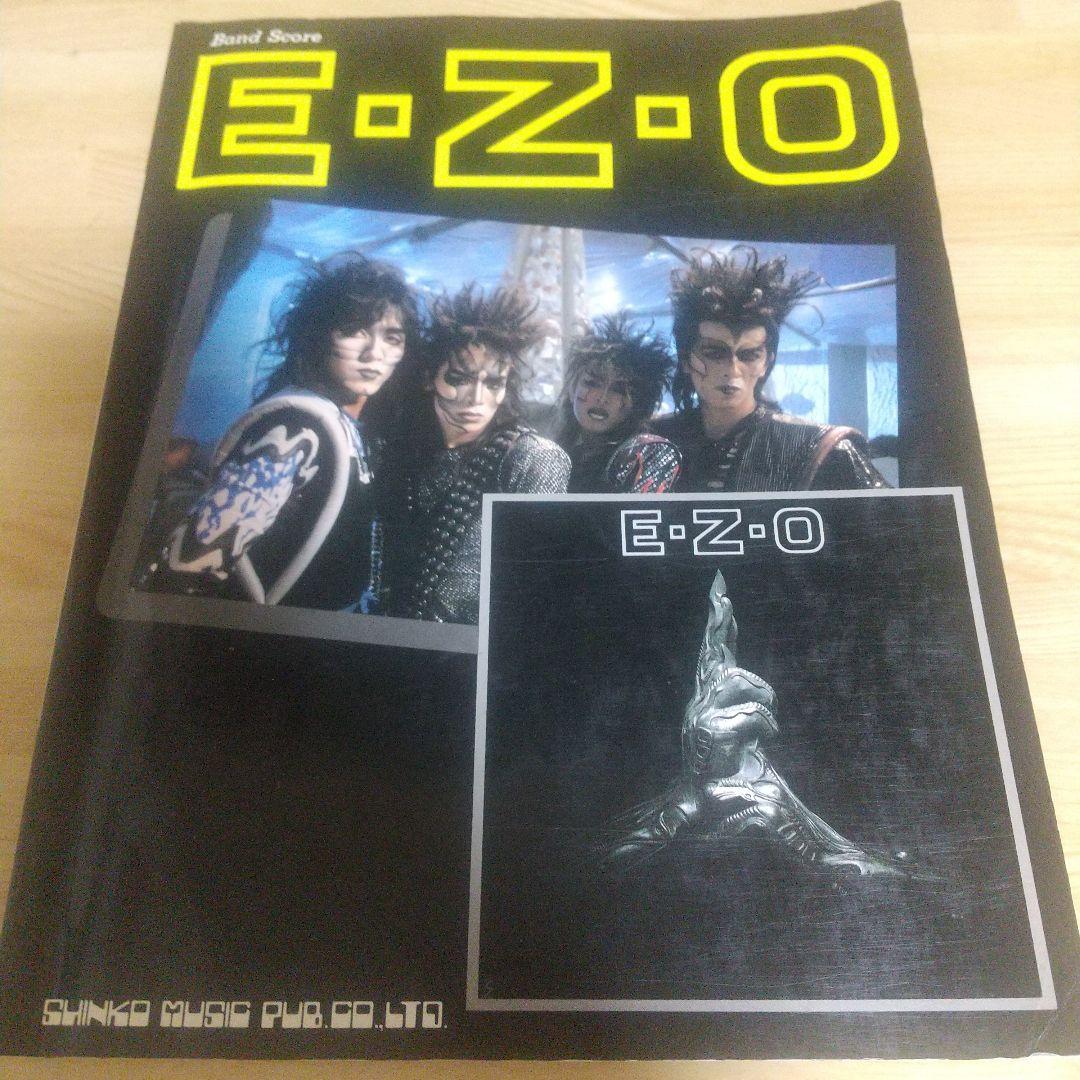 Band Score
E·Z·O
E·Z·O
SHINKO MUSIC PUB. CO., LTD.